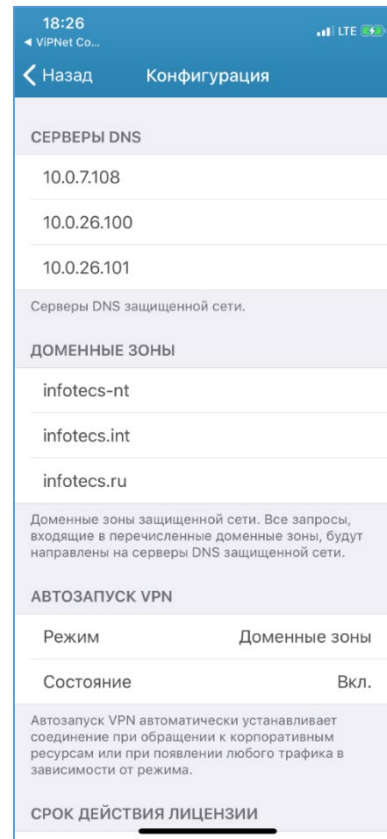 18:26
LTE
◀ ViPNet Co...
Назад
Конфигурация
СЕРВЕРЫ DNS
10.0.7.108
10.0.26.100
10.0.26.101
Серверы DNS защищенной сети.
ДОМЕННЫЕ ЗОНЫ
infotecs-nt
infotecs.int
infotecs.ru
Доменные зоны защищенной сети. Все запросы,
входящие в перечисленные доменные зоны, будут
направлены на серверы DNS защищенной сети.
АВТОЗАПУСК VPN
Режим Доменные зоны
Состояние Вкл.
Автозапуск VPN автоматически устанавливает
соединение при обращении к корпоративным
ресурсам или при появлении любого трафика в
зависимости от режима.
СРОК ДЕЙСТВИЯ ЛИЦЕНЗИИ